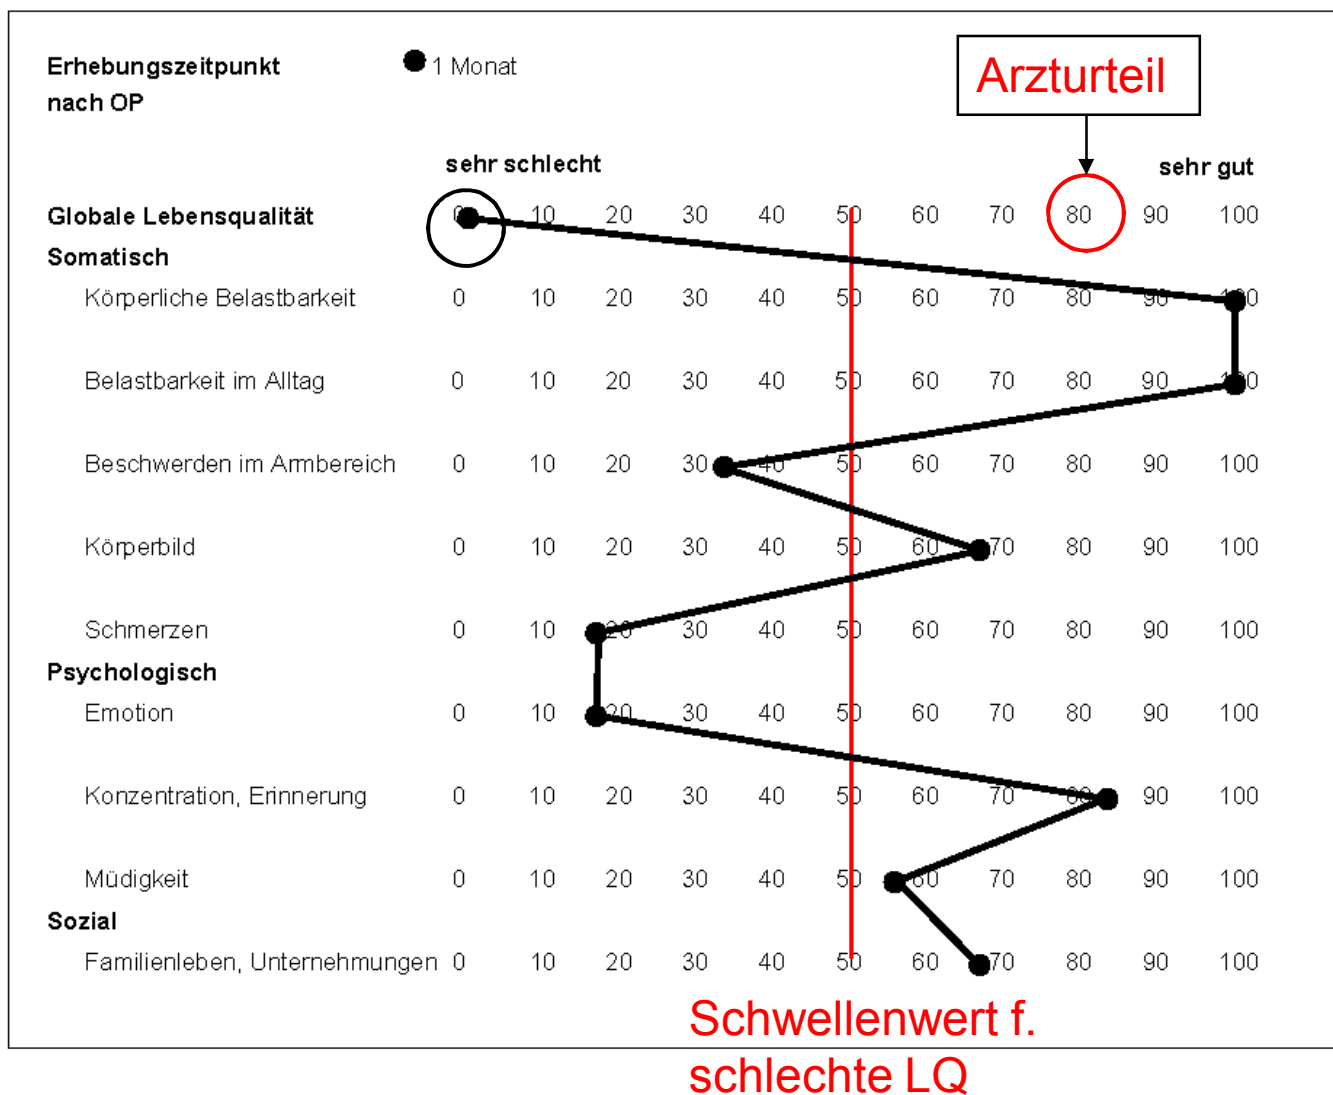 Erhebungszeitpunkt 1 Monat
nach OP
Arzturteil
sehr schlecht sehr gut
Globale Lebensqualität 0 10 20 30 40 50 60 70 80 90 100
Somatisch
Körperliche Belastbarkeit 0 10 20 30 40 50 60 70 80 90 100
Belastbarkeit im Alltag 0 10 20 30 40 50 60 70 80 90 100
Beschwerden im Armbereich 0 10 20 30 40 50 60 70 80 90 100
Körperbild 0 10 20 30 40 50 60 70 80 90 100
Schmerzen 0 10 20 30 40 50 60 70 80 90 100
Psychologisch
Emotion 0 10 20 30 40 50 60 70 80 90 100
Konzentration, Erinnerung 0 10 20 30 40 50 60 70 80 90 100
Müdigkeit 0 10 20 30 40 50 60 70 80 90 100
Sozial
Familienleben, Unternehmungen 0 10 20 30 40 50 60 70 80 90 100
Schwellenwert f.
schlechte LQ